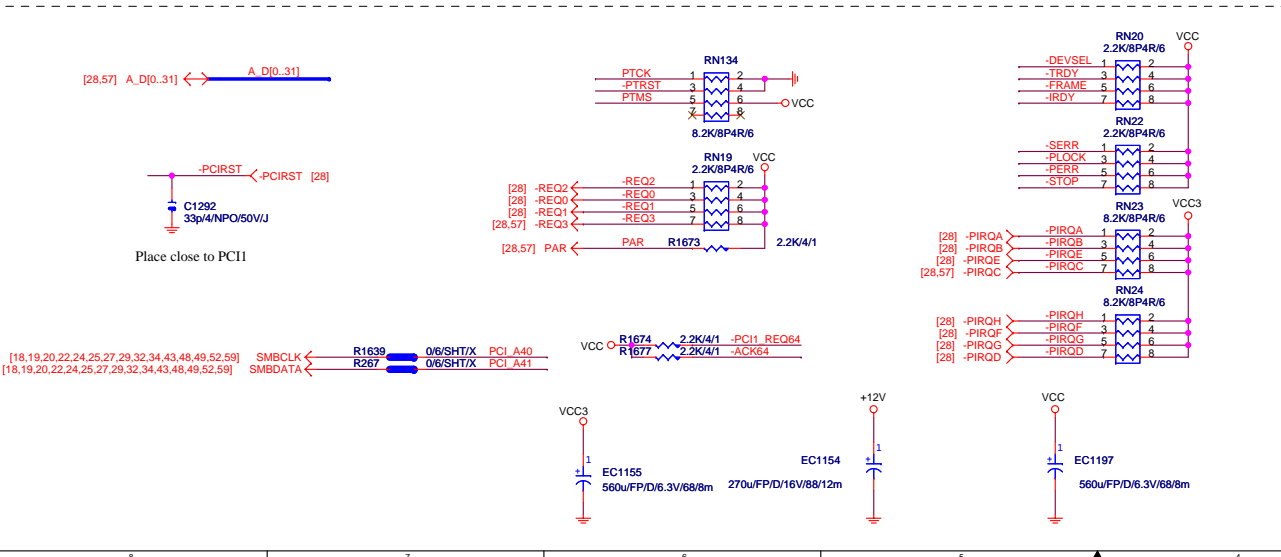 [28,57] A_D[0..31] A_D[0..31]
-PCIRST -PCIRST [28]
C1292
33p/4/NPO/50V/J
Place close to PCI1
RN134
PTCK 1 2
-PTRST 3 4
PTMS 5 6 VCC
7 8
8.2K/8P4R/6
RN19 VCC
2.2K/8P4R/6
[28] -REQ2 -REQ2 1 2
[28] -REQ0 -REQ0 3 4
[28] -REQ1 -REQ1 5 6
[28,57] -REQ3 -REQ3 7 8
[28,57] PAR PAR R1673 2.2K/4/1
RN20 VCC
2.2K/8P4R/6
-DEVSEL 1 2
-TRDY 3 4
-FRAME 5 6
-IRDY 7 8
RN22
2.2K/8P4R/6
-SERR 1 2
-PLOCK 3 4
-PERR 5 6
-STOP 7 8
RN23 VCC3
8.2K/8P4R/6
[28] -PIRQA -PIRQA 1 2
[28] -PIRQB -PIRQB 3 4
[28] -PIRQE -PIRQE 5 6
[28,57] -PIRQC -PIRQC 7 8
RN24
8.2K/8P4R/6
[28] -PIRQH -PIRQH 1 2
[28] -PIRQF -PIRQF 3 4
[28] -PIRQG -PIRQG 5 6
[28] -PIRQD -PIRQD 7 8
[18,19,20,22,24,25,27,29,32,34,43,48,49,52,59] SMBCLK R1639 0/6/SHT/X PCI_A40
[18,19,20,22,24,25,27,29,32,34,43,48,49,52,59] SMBDATA R267 0/6/SHT/X PCI_A41
VCC R1674 2.2K/4/1 -PCI1_REQ64
R1677 2.2K/4/1 -ACK64
VCC3
1
+
EC1155
560u/FP/D/6.3V/68/8m
+12V
1
+
EC1154
270u/FP/D/16V/88/12m
VCC
1
+
EC1197
560u/FP/D/6.3V/68/8m